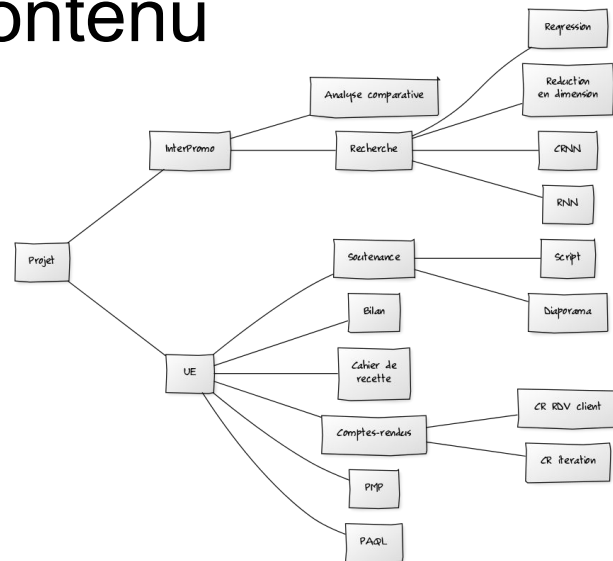 ontenu
Regression
Reduction
en dimension
Analyse comparative
InterPromo
Recherche
CRNN
RNN
Projet
Soutenance
Script
Bilan
Diaporama
UE
Cahier de
recette
CR RDV client
Comptes-rendus
CR iteration
PMP
PAQL